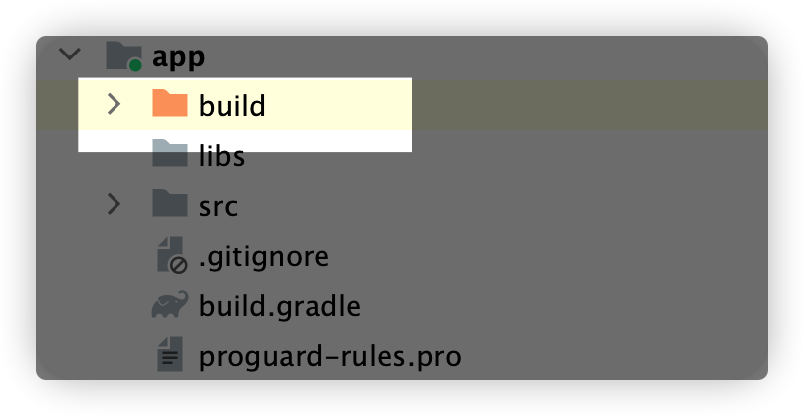 app
build
libs
src
.gitignore
build.gradle
proguard-rules.pro